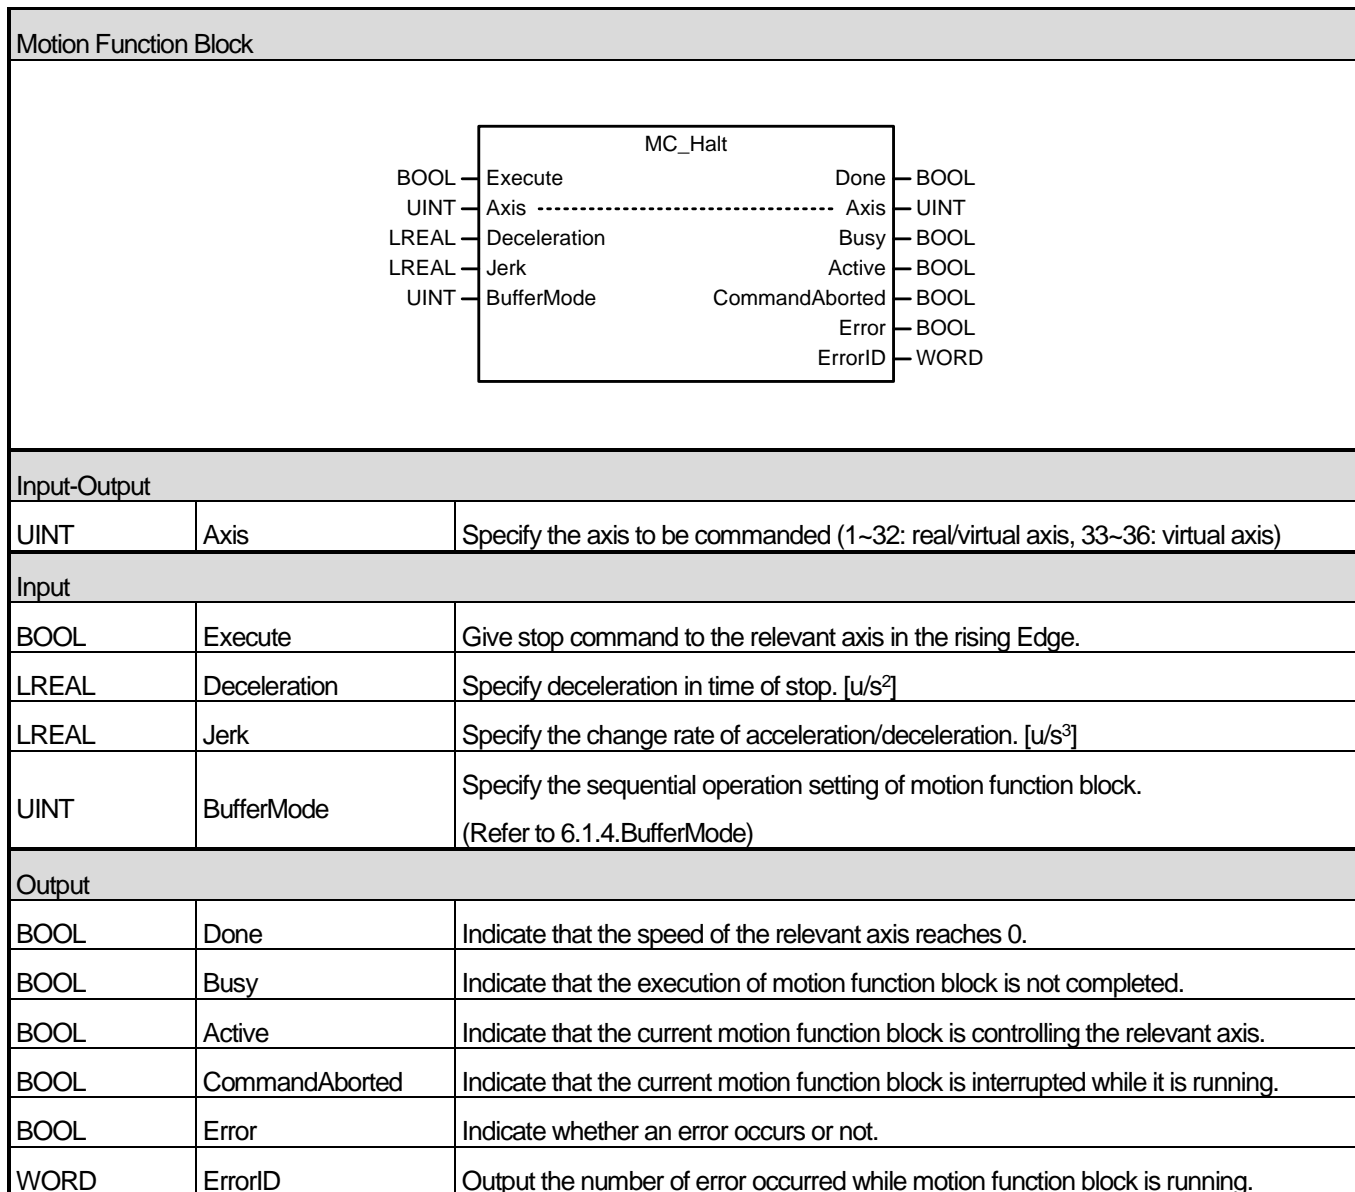 Motion Function Block
MC_Halt
BOOL Execute Done BOOL
UINT Axis Axis UINT
LREAL Deceleration Busy BOOL
LREAL Jerk Active BOOL
UINT BufferMode CommandAborted BOOL
Error BOOL
ErrorID WORD
Input-Output
UINT Axis Specify the axis to be commanded (1~32: real/virtual axis, 33~36: virtual axis)
Input
BOOL Execute Give stop command to the relevant axis in the rising Edge.
LREAL Deceleration Specify deceleration in time of stop. [u/s²]
LREAL Jerk Specify the change rate of acceleration/deceleration. [u/s³]
UINT BufferMode Specify the sequential operation setting of motion function block.
(Refer to 6.1.4.BufferMode)
Output
BOOL Done Indicate that the speed of the relevant axis reaches 0.
BOOL Busy Indicate that the execution of motion function block is not completed.
BOOL Active Indicate that the current motion function block is controlling the relevant axis.
BOOL CommandAborted Indicate that the current motion function block is interrupted while it is running.
BOOL Error Indicate whether an error occurs or not.
WORD ErrorID Output the number of error occurred while motion function block is running.